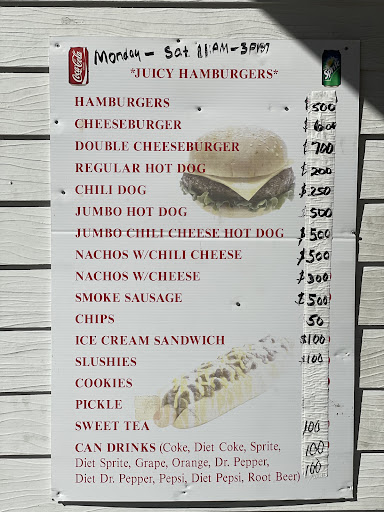 Coca-Cola
Monday - Sat 11AM-3PM
Sprite
*JUICY HAMBURGERS*
HAMBURGERS $500
CHEESEBURGER $600
DOUBLE CHEESEBURGER $700
REGULAR HOT DOG $200
CHILI DOG $250
JUMBO HOT DOG $500
JUMBO CHILI CHEESE HOT DOG $500
NACHOS W/CHILI CHEESE $500
NACHOS W/CHEESE $300
SMOKE SAUSAGE $500
CHIPS 50
ICE CREAM SANDWICH $100
SLUSHIES $100
COOKIES
PICKLE
SWEET TEA 100
CAN DRINKS (Coke, Diet Coke, Sprite, 100
Diet Sprite, Grape, Orange, Dr. Pepper,
Diet Dr. Pepper, Pepsi, Diet Pepsi, Root Beer) 100